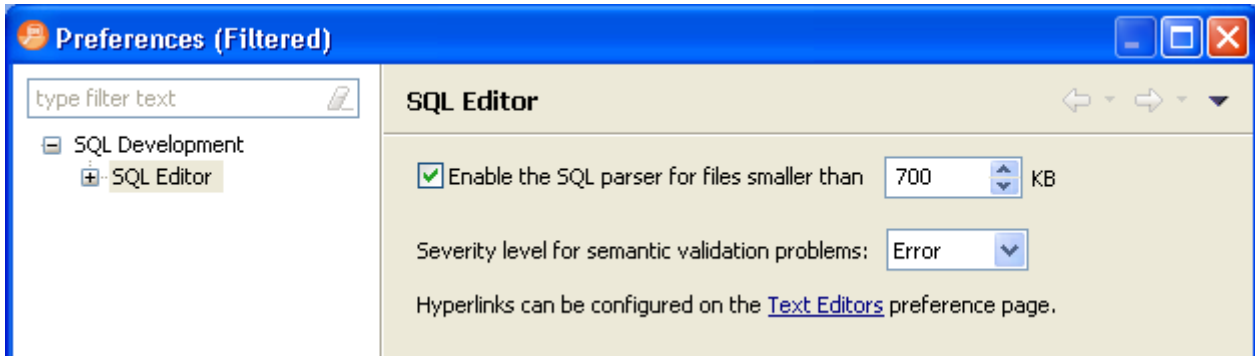 Preferences (Filtered)
type filter text
SQL Development
SQL Editor
SQL Editor
Enable the SQL parser for files smaller than 700 KB
Severity level for semantic validation problems: Error
Hyperlinks can be configured on the Text Editors preference page.